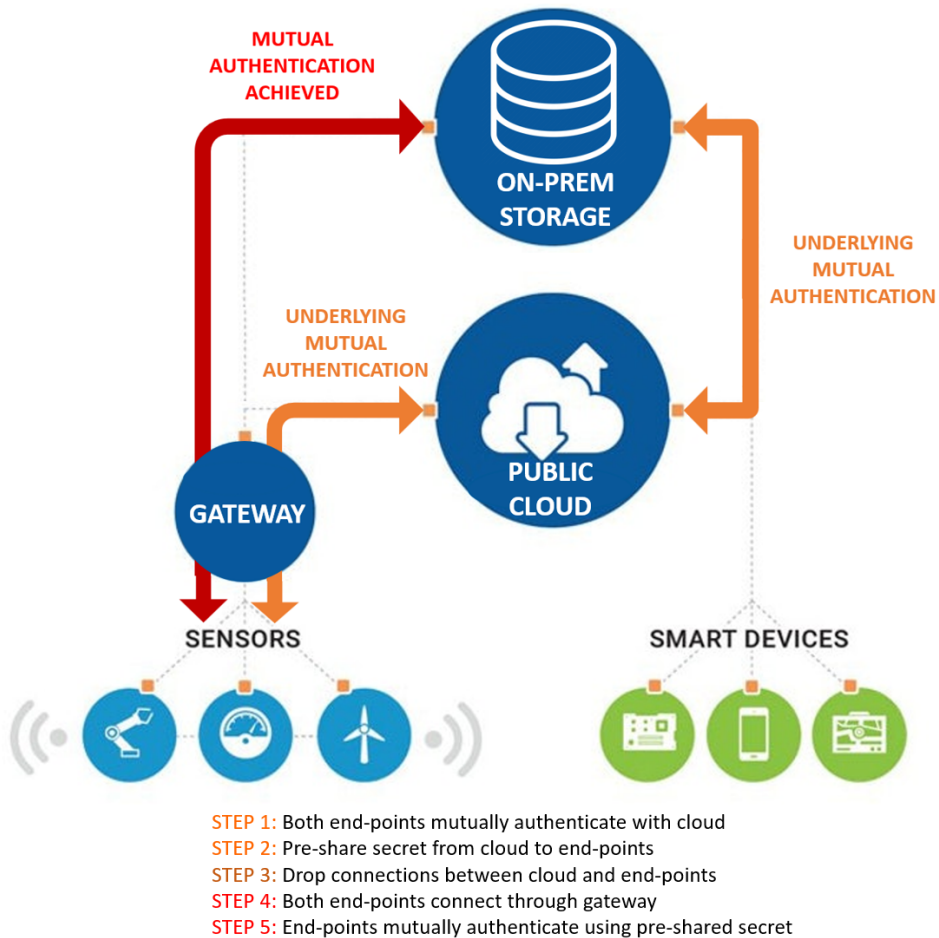 MUTUAL
AUTHENTICATION
ACHIEVED
ON-PREM
STORAGE
UNDERLYING
MUTUAL
AUTHENTICATION
UNDERLYING
MUTUAL
AUTHENTICATION
PUBLIC
CLOUD
GATEWAY
SENSORS
SMART DEVICES
STEP 1: Both end-points mutually authenticate with cloud
STEP 2: Pre-share secret from cloud to end-points
STEP 3: Drop connections between cloud and end-points
STEP 4: Both end-points connect through gateway
STEP 5: End-points mutually authenticate using pre-shared secret